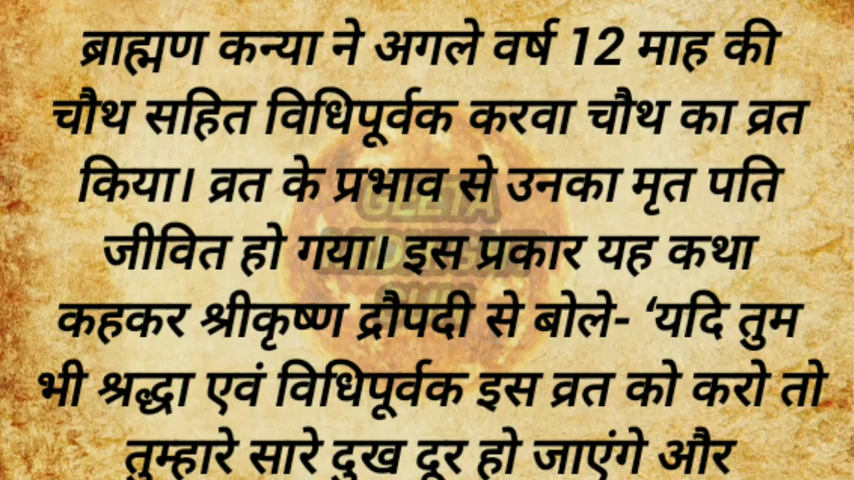 ब्राह्मण कन्या ने अगले वर्ष 12 माह की
चौथ सहित विधिपूर्वक करवा चौथ का व्रत
किया। व्रत के प्रभाव से उनका मृत पति
जीवित हो गया। इस प्रकार यह कथा
कहकर श्रीकृष्ण द्रौपदी से बोले- ‘यदि तुम
भी श्रद्धा एवं विधिपूर्वक इस व्रत को करो तो
तुम्हारे सारे दुख दूर हो जाएंगे और